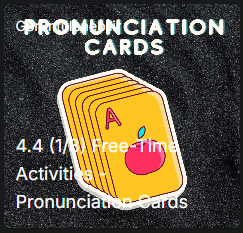 PRONUNCIATION
CARDS
A
4.4 (1/3) Free-Time
Activities -
Pronunciation Cards